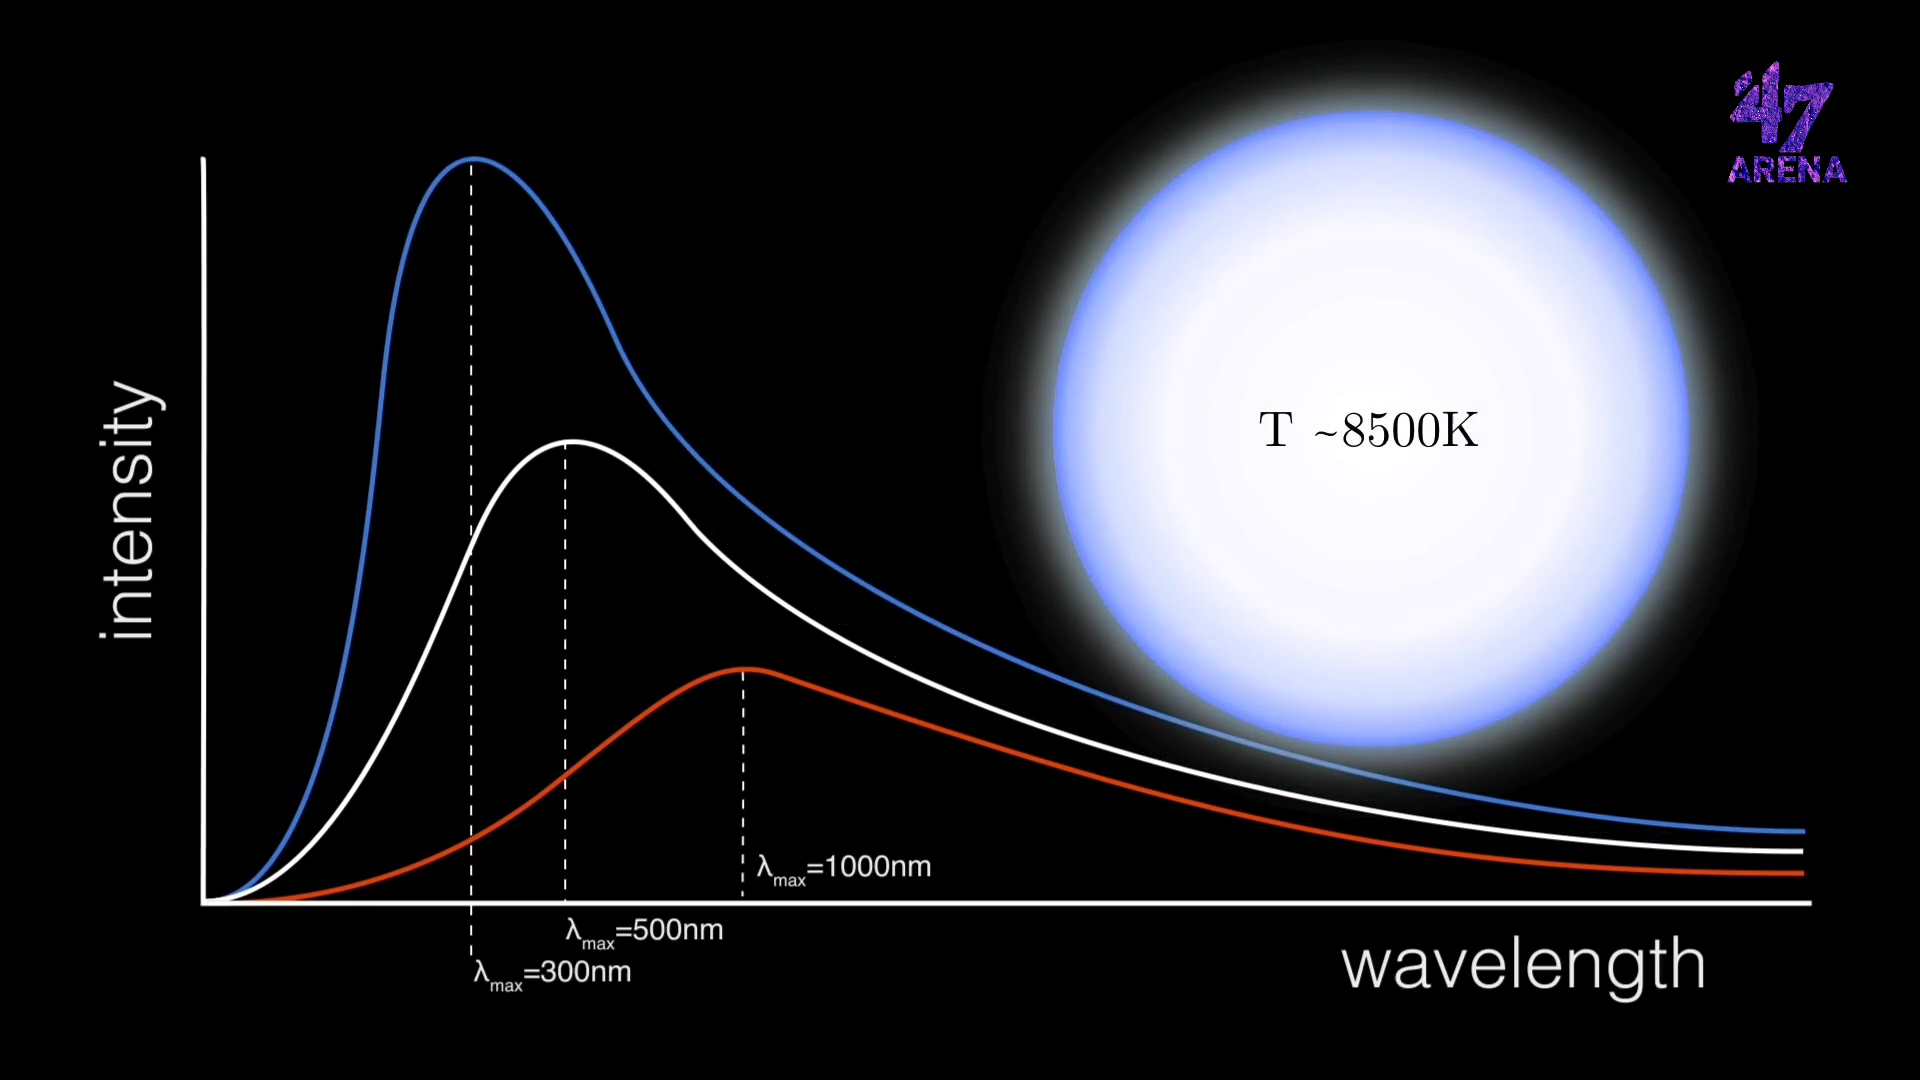 47
ARENA
intensity
T ~8500K
λmax=1000nm
λmax=500nm
λmax=300nm
wavelength